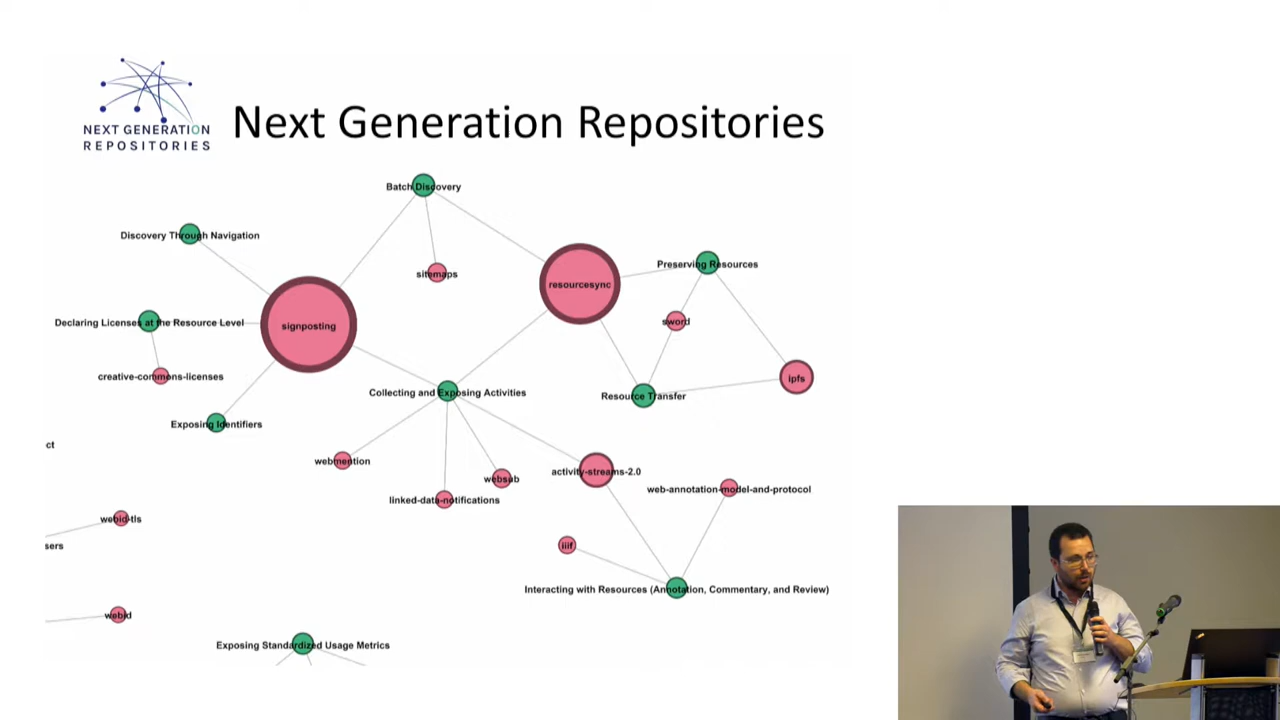 NEXT GENERATION
REPOSITORIES
Next Generation Repositories
Batch Discovery
Discovery Through Navigation
sitemaps
resourcesync
Preserving Resources
signposting
Declaring Licenses at the Resource Level
sword
creative-commons-licenses
ipfs
Collecting and Exposing Activities
Resource Transfer
Exposing Identifiers
ct
webmention
activity-streams-2.0
websub
web-annotation-model-and-protocol
linked-data-notifications
webid-tls
sers
iiif
Interacting with Resources (Annotation, Commentary, and Review)
webid
Exposing Standardized Usage Metrics